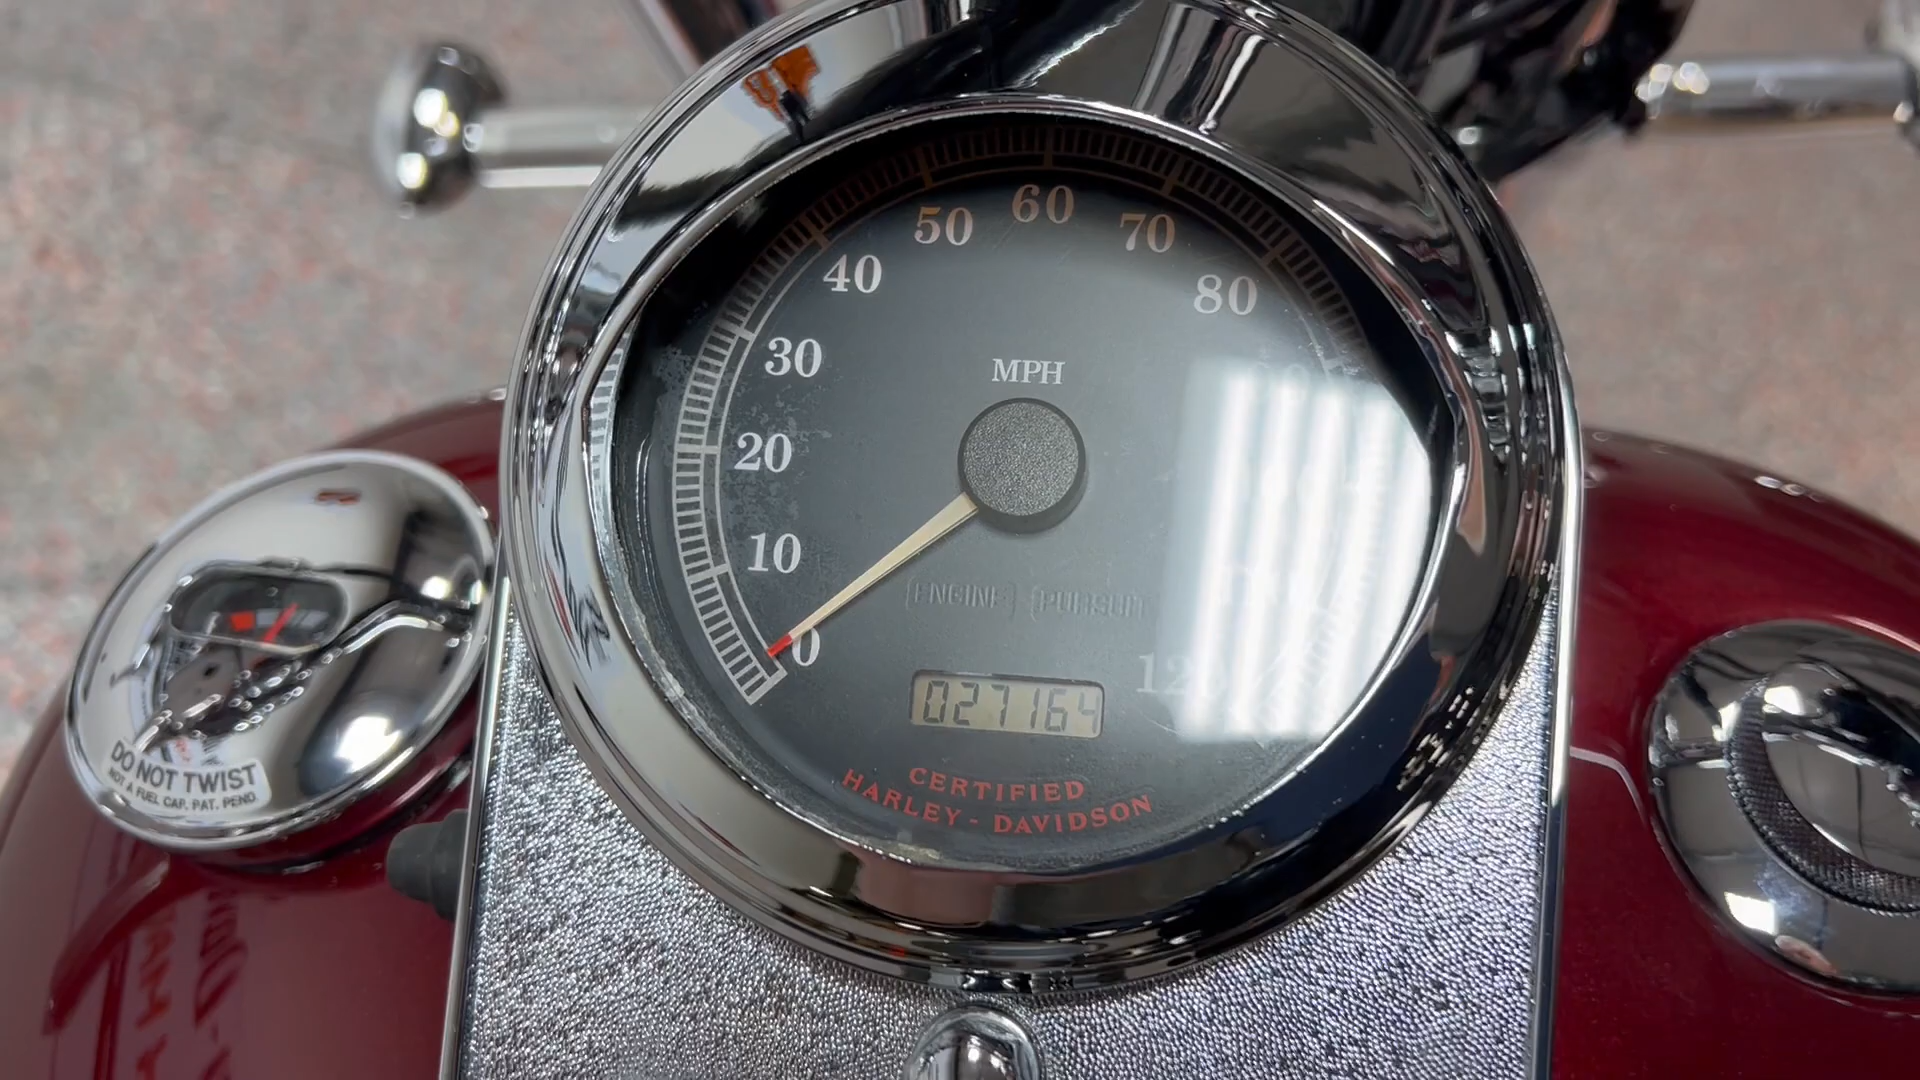 60
50
70
40
80
30
MPH
20
10
[ENGINE] [PURSUIT]
0
027164
CERTIFIED
HARLEY - DAVIDSON
DO NOT TWIST
NOT A FUEL CAP. PAT. PEND.